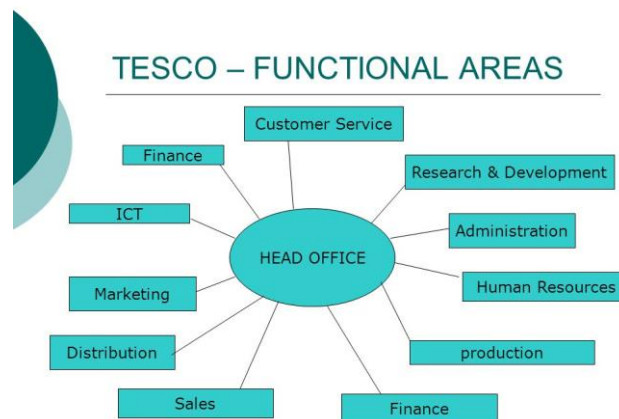 TESCO – FUNCTIONAL AREAS
Customer Service
Finance
Research & Development
ICT
Administration
HEAD OFFICE
Human Resources
Marketing
Distribution
production
Sales
Finance